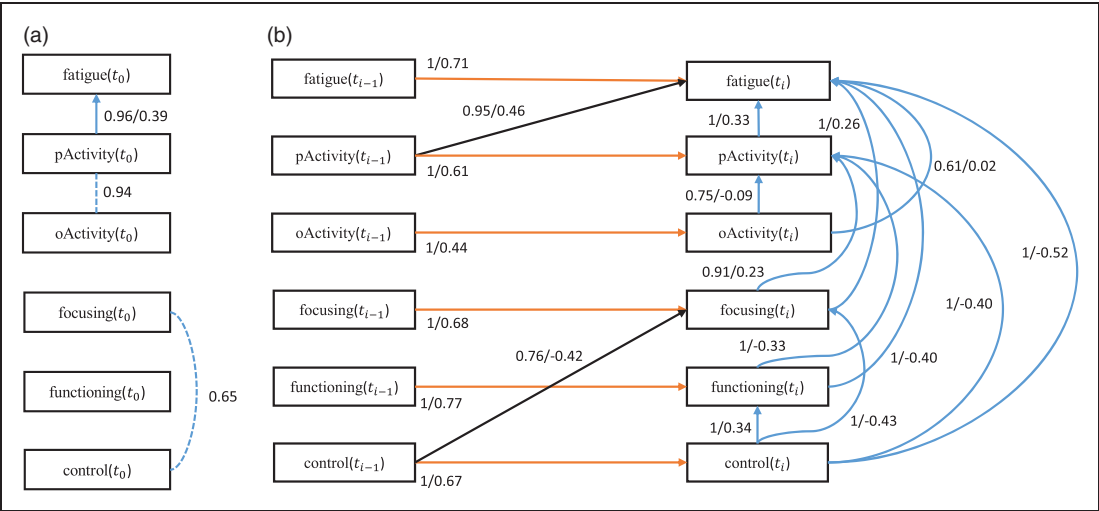 (a)
fatigue(t₀)
0.96/0.39
pActivity(t₀)
0.94
oActivity(t₀)
focusing(t₀)
functioning(t₀)
0.65
control(t₀)
(b)
fatigue(tᵢ₋₁)
1/0.71
fatigue(tᵢ)
0.95/0.46
1/0.33
1/0.26
pActivity(tᵢ₋₁)
1/0.61
pActivity(tᵢ)
0.61/0.02
0.75/-0.09
oActivity(tᵢ₋₁)
1/0.44
oActivity(tᵢ)
1/-0.52
0.91/0.23
focusing(tᵢ₋₁)
1/0.68
focusing(tᵢ)
1/-0.40
0.76/-0.42
1/-0.33
1/-0.40
functioning(tᵢ₋₁)
1/0.77
functioning(tᵢ)
1/0.34
1/-0.43
control(tᵢ₋₁)
1/0.67
control(tᵢ)